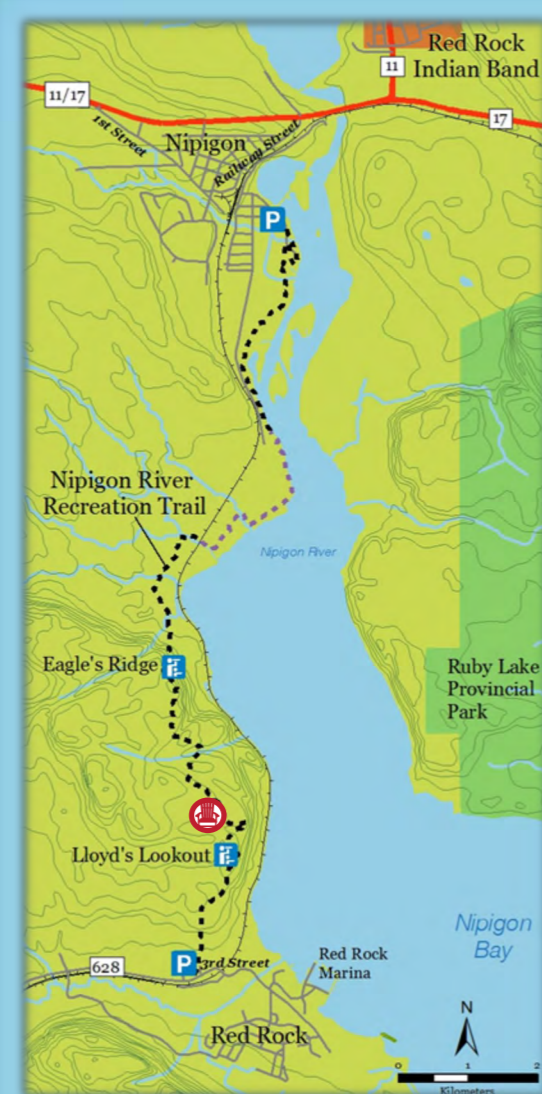 Red Rock
Indian Band
11
11/17
17
1st Street
Nipigon
Railway Street
P
Nipigon River
Recreation Trail
Nipigon River
Eagle's Ridge
Ruby Lake
Provincial
Park
Lloyd's Lookout
Nipigon
Bay
P
3rd Street
628
Red Rock
Marina
N
Red Rock
0 1 2
Kilometers